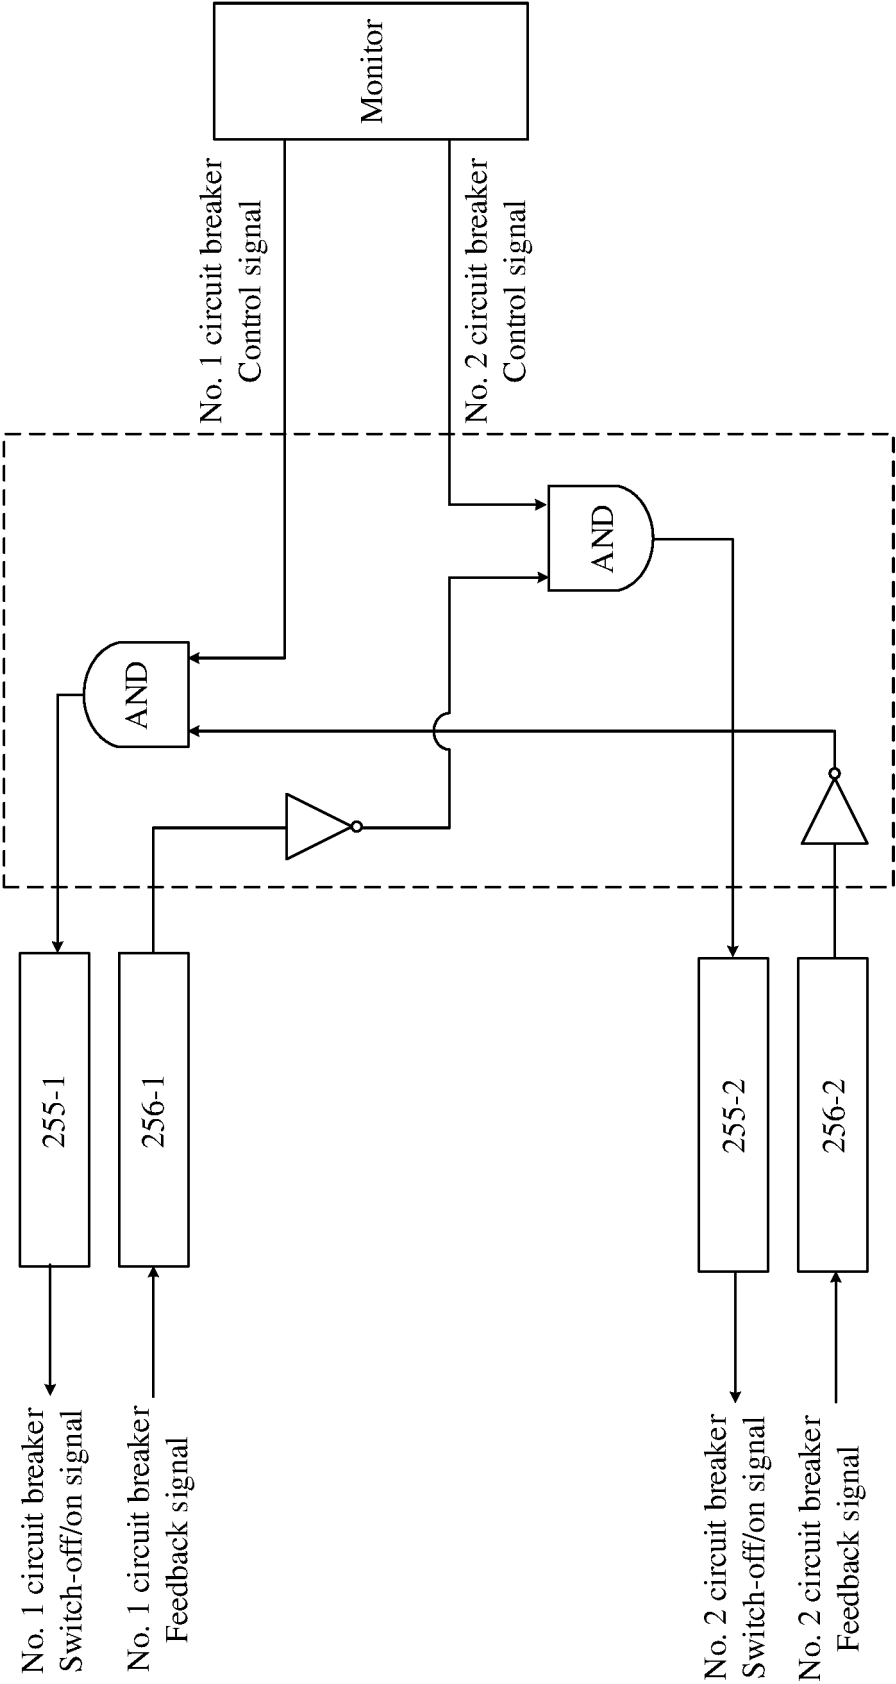 No. 1 circuit breaker
Switch-off/on signal
No. 1 circuit breaker
Feedback signal
No. 2 circuit breaker
Switch-off/on signal
No. 2 circuit breaker
Feedback signal
255-1
256-1
255-2
256-2
AND
AND
No. 1 circuit breaker
Control signal
No. 2 circuit breaker
Control signal
Monitor